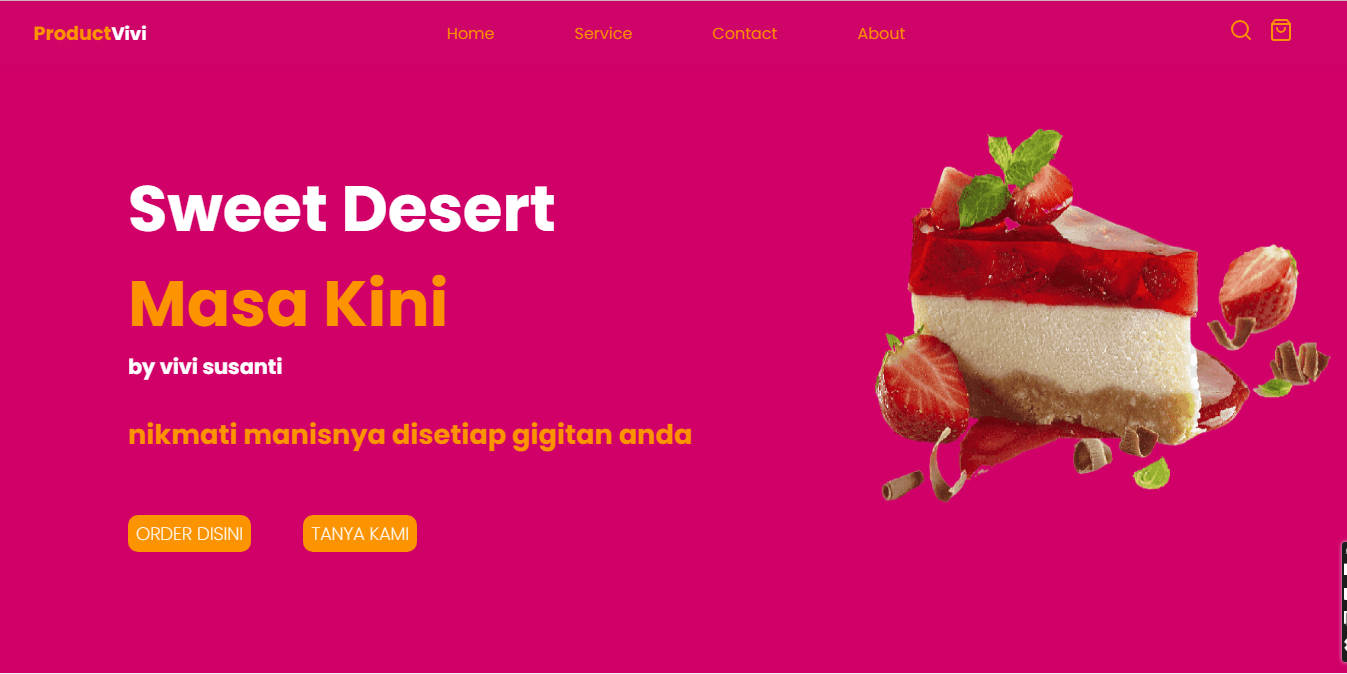 ProductVivi
Home Service Contact About
Sweet Desert
Masa Kini
by vivi susanti
nikmati manisnya disetiap gigitan anda
ORDER DISINI TANYA KAMI